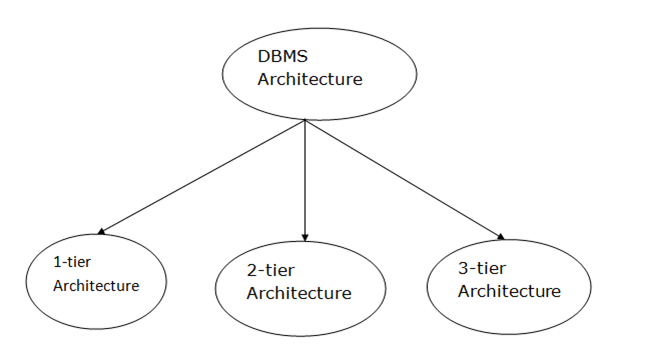 DBMS
Architecture
1-tier
Architecture
2-tier
Architecture
3-tier
Architecture